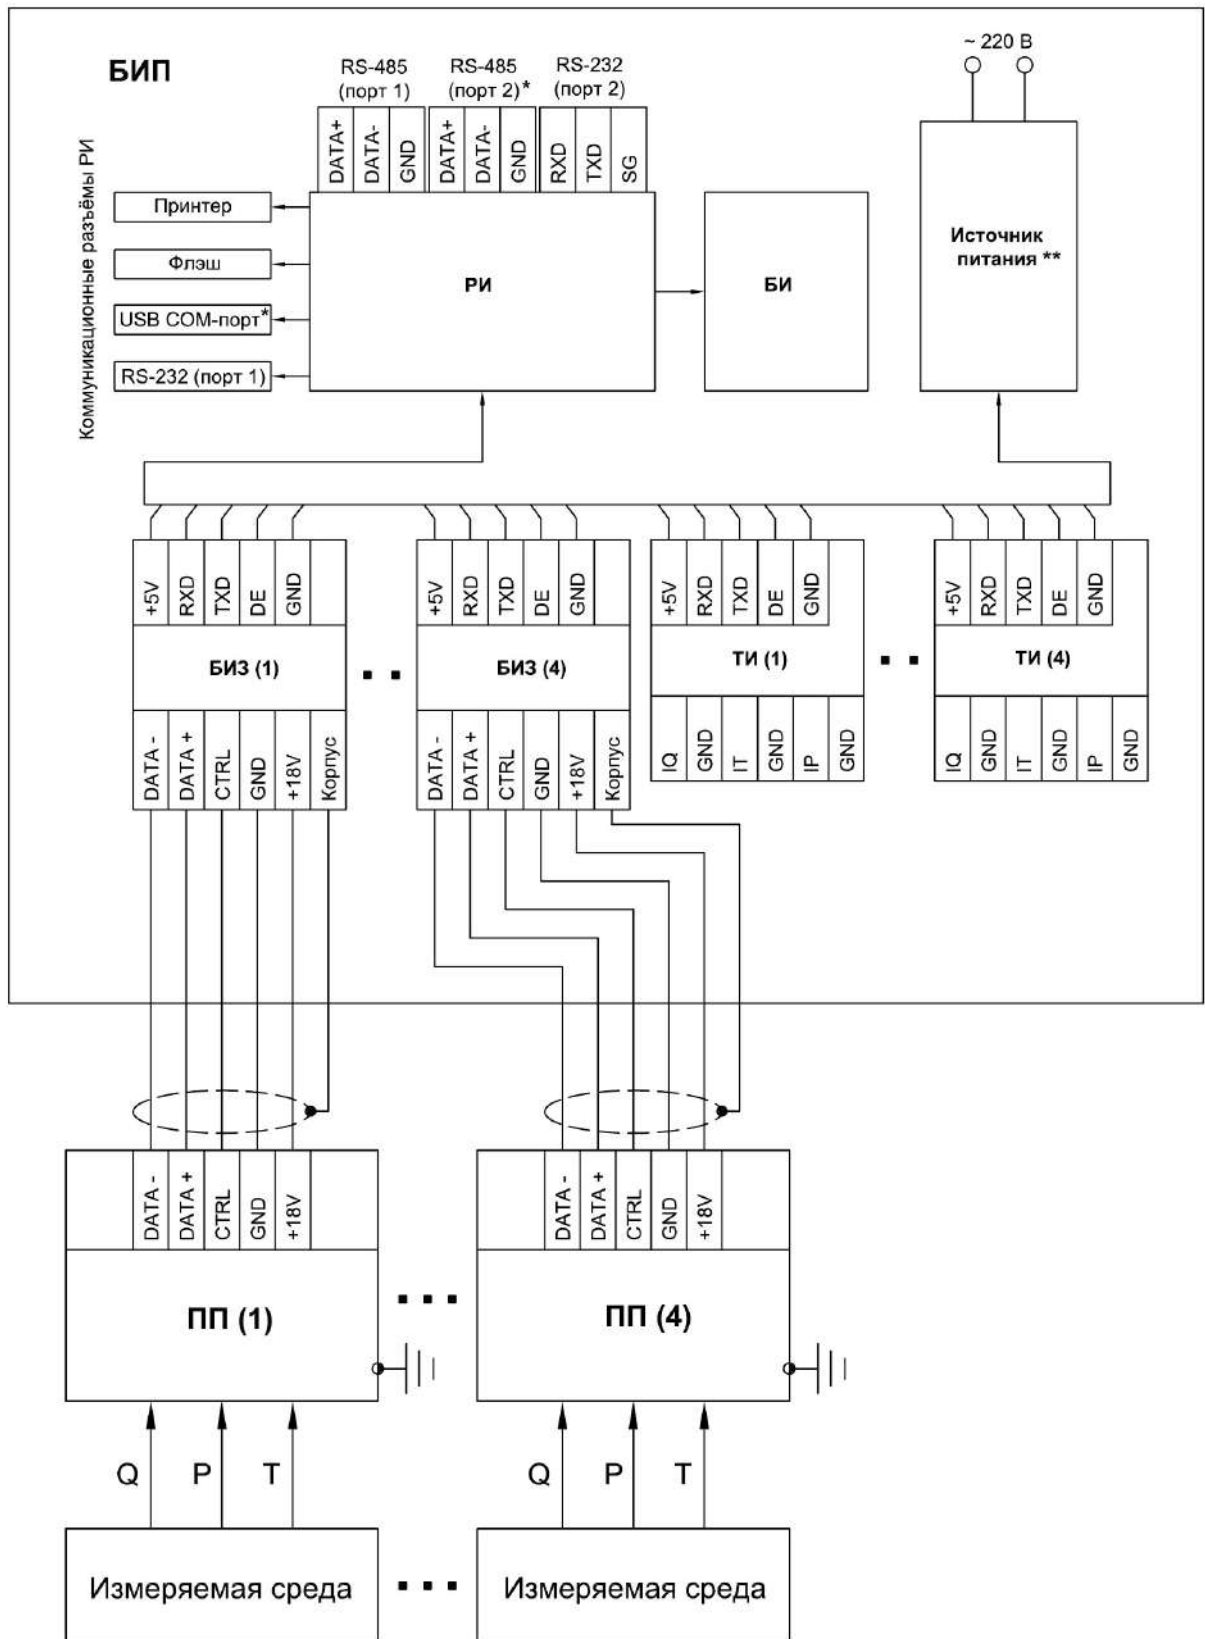 ~ 220 В
БИП
RS-485
(порт 1)
RS-485
(порт 2)*
RS-232
(порт 2)
DATA+
DATA-
GND
DATA+
DATA-
GND
RXD
TXD
SG
Коммуникационные разъёмы РИ
Принтер
Флэш
USB COM-порт*
RS-232 (порт 1)
РИ
БИ
Источник
питания **
+5V
RXD
TXD
DE
GND
+5V
RXD
TXD
DE
GND
+5V
RXD
TXD
DE
GND
+5V
RXD
TXD
DE
GND
БИЗ (1)
БИЗ (4)
ТИ (1)
ТИ (4)
DATA -
DATA +
CTRL
GND
+18V
Корпус
DATA -
DATA +
CTRL
GND
+18V
Корпус
IQ
GND
IT
GND
IP
GND
IQ
GND
IT
GND
IP
GND
DATA -
DATA +
CTRL
GND
+18V
DATA -
DATA +
CTRL
GND
+18V
ПП (1)
ПП (4)
Q
P
T
Q
P
T
Измеряемая среда
Измеряемая среда